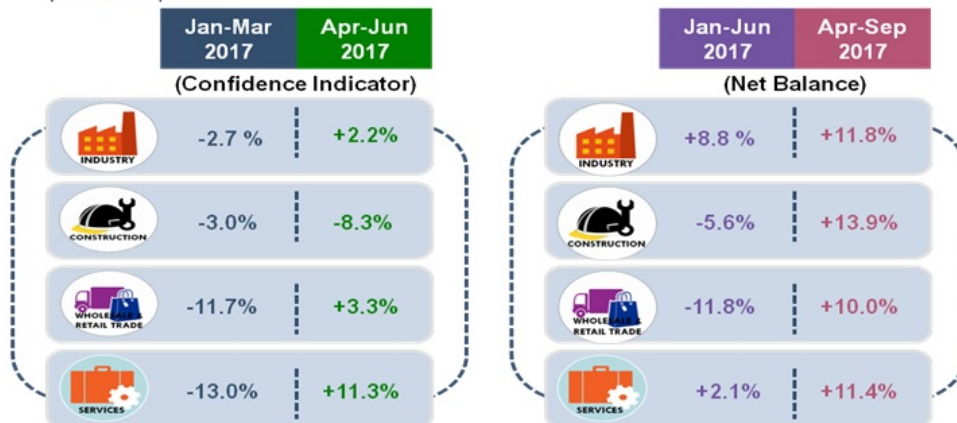 Jan-Mar 2017
Apr-Jun 2017
(Confidence Indicator)
INDUSTRY
-2.7 %
+2.2%
CONSTRUCTION
-3.0%
-8.3%
WHOLESALE & RETAIL TRADE
-11.7%
+3.3%
SERVICES
-13.0%
+11.3%
Jan-Jun 2017
Apr-Sep 2017
(Net Balance)
INDUSTRY
+8.8 %
+11.8%
CONSTRUCTION
-5.6%
+13.9%
WHOLESALE & RETAIL TRADE
-11.8%
+10.0%
SERVICES
+2.1%
+11.4%